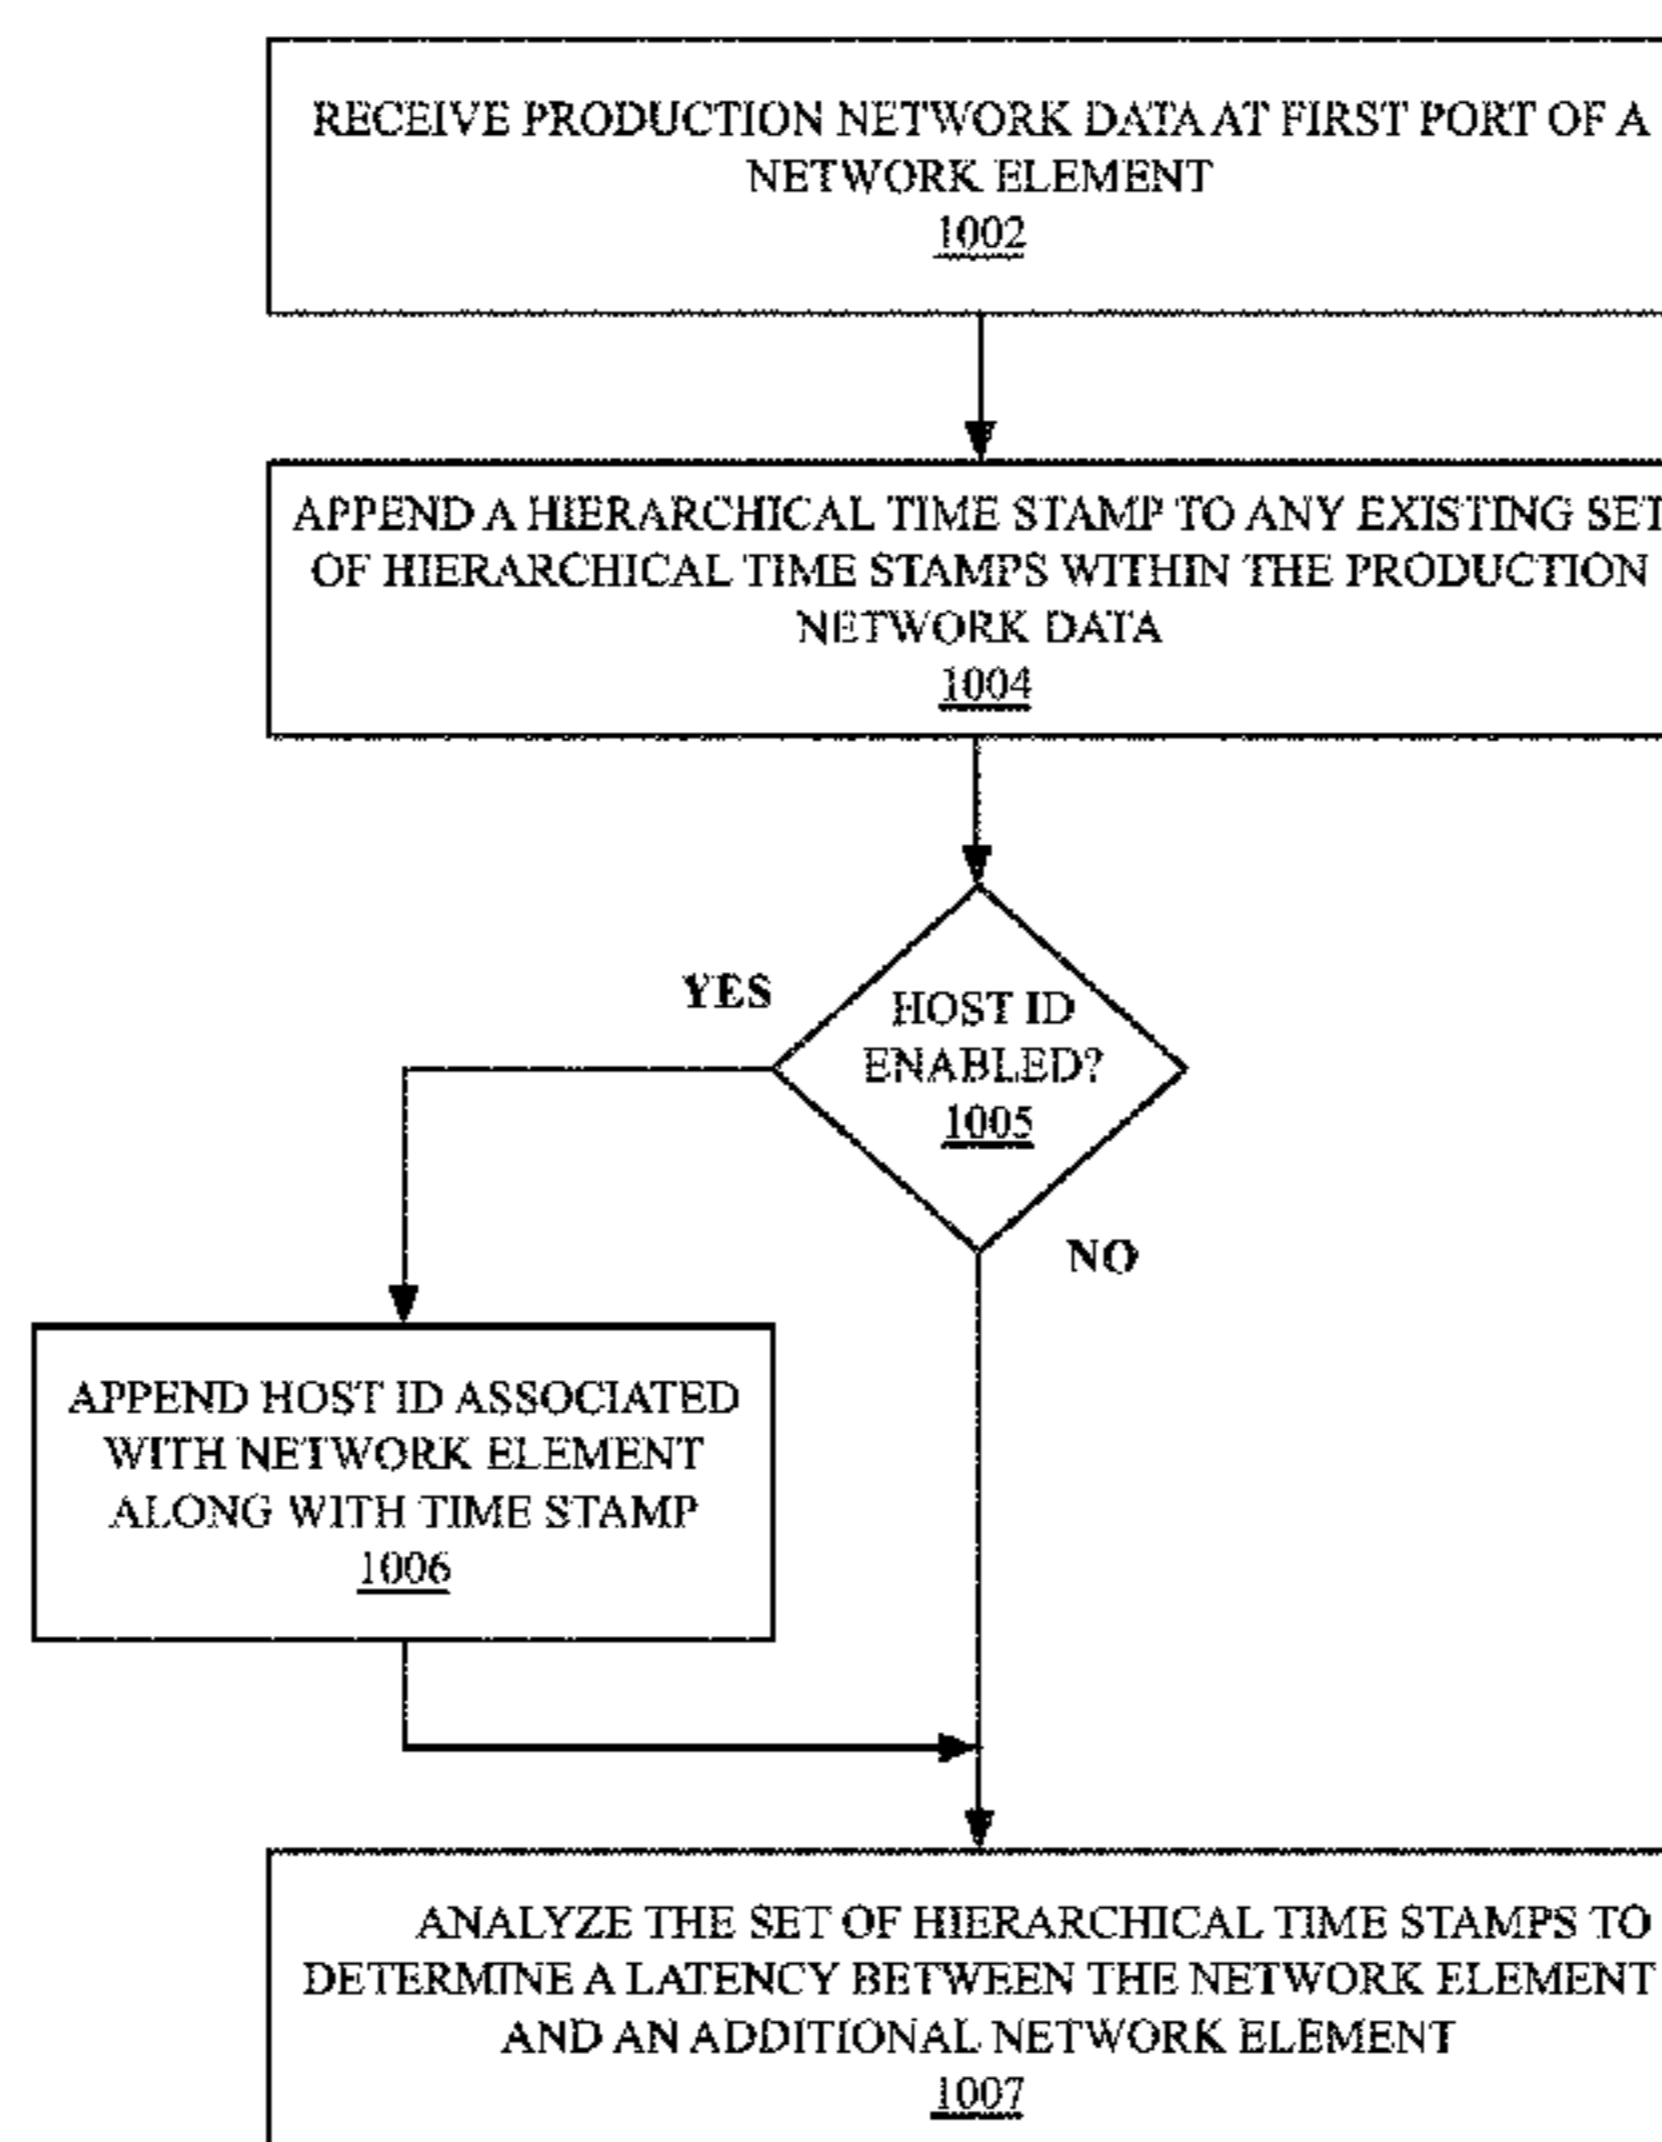 RECEIVE PRODUCTION NETWORK DATA AT FIRST PORT OF A
NETWORK ELEMENT
1002
APPEND A HIERARCHICAL TIME STAMP TO ANY EXISTING SET
OF HIERARCHICAL TIME STAMPS WITHIN THE PRODUCTION
NETWORK DATA
1004
YES
HOST ID
ENABLED?
1005
NO
APPEND HOST ID ASSOCIATED
WITH NETWORK ELEMENT
ALONG WITH TIME STAMP
1006
ANALYZE THE SET OF HIERARCHICAL TIME STAMPS TO
DETERMINE A LATENCY BETWEEN THE NETWORK ELEMENT
AND AN ADDITIONAL NETWORK ELEMENT
1007